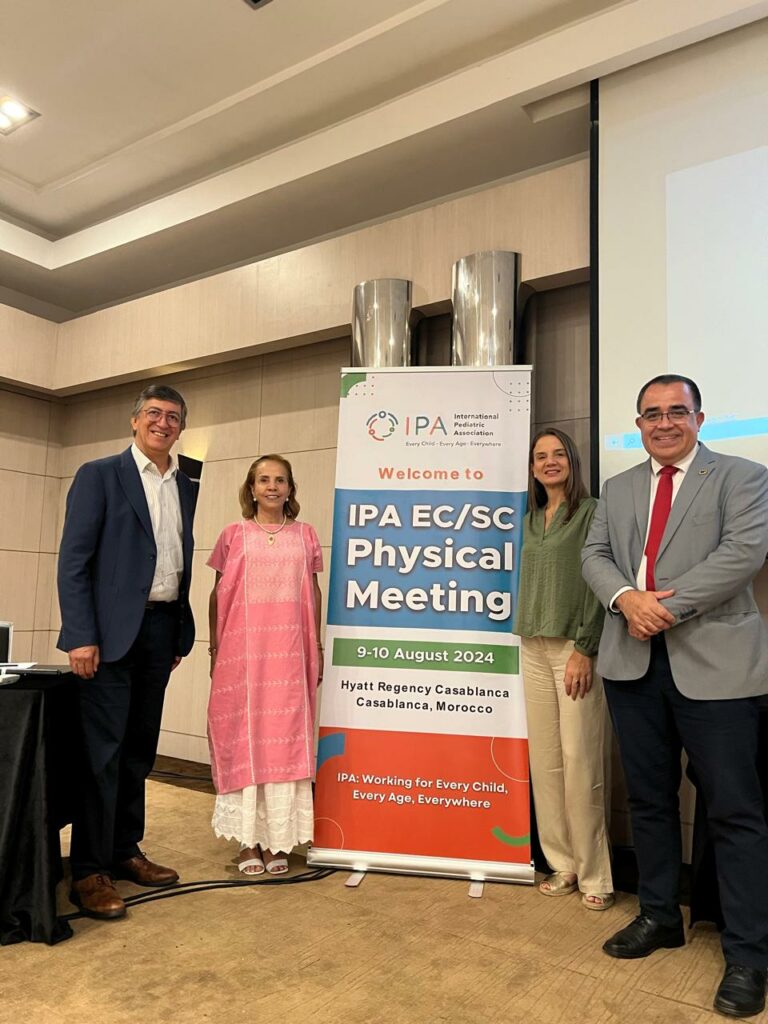 IPA
International
Pediatric
Association
Every Child - Every Age - Everywhere
Welcome to
IPA EC/SC
Physical
Meeting
9-10 August 2024
Hyatt Regency Casablanca
Casablanca, Morocco
IPA: Working for Every Child,
Every Age, Everywhere